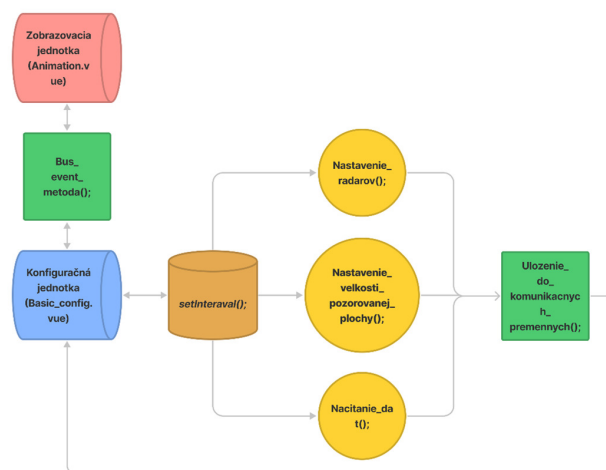 Zobrazovacia
jednotka
(Animation.v
ue)
Bus_
event_
metoda();
Konfiguračná
jednotka
(Basic_config.
vue)
setInteraval();
Nastavenie_
radarov();
Nastavenie_
velkosti_
pozorovanej_
plochy();
Nacitanie_da
t();
Ulozenie_
do_
komunikacnyc
h_
premennych();